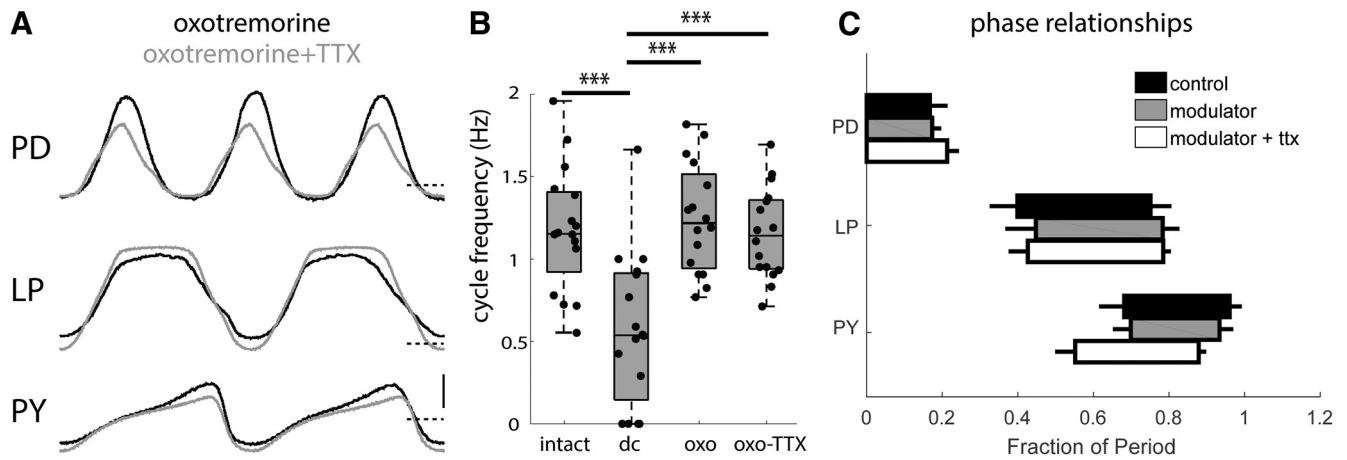 A
oxotremorine
oxotremorine+TTX
PD
LP
PY
B
***
***
***
cycle frequency (Hz)
2
1.5
1
0.5
0
intact dc oxo oxo-TTX
C
phase relationships
control
modulator
modulator + ttx
PD
LP
PY
0 0.2 0.4 0.6 0.8 1 1.2
Fraction of Period